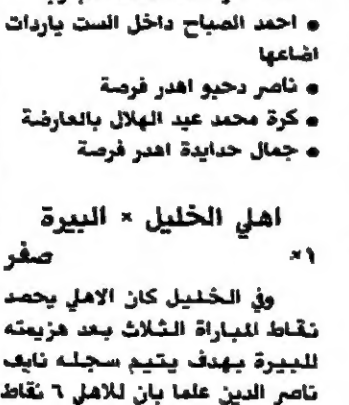 ● احمد الصباح داخل الست ياردات
اضاعها
● ناصر دحبو اهدر فرصة
● كرة محمد عبد الهلال بالعارضة
● جمال حدايدة اهدر فرصة
اهلي الخليل × البيرة
١× صفر
وفي الخليل كان الاهلي يحصد
نقاط المباراة الثلاث بعد هزيمته
للبيرة بهدف يتيم سجله نايف
ناصر الدين علما بان للاهلي ٦ نقاط